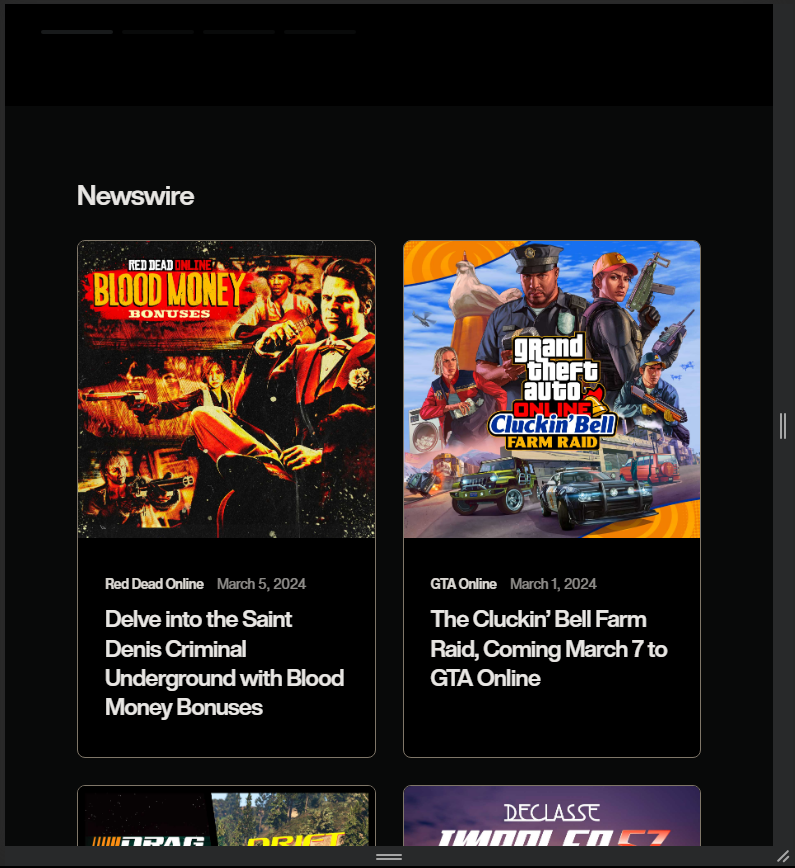 Newswire
RED DEAD ONLINE
BLOOD MONEY
BONUSES
grand
theft
auto
ONLINE
Cluckin' Bell
FARM RAID
Red Dead Online March 5, 2024
Delve into the Saint
Denis Criminal
Underground with Blood
Money Bonuses
GTA Online March 1, 2024
The Cluckin’ Bell Farm
Raid, Coming March 7 to
GTA Online
DRAG
DRIFT
DECLASSE
IMPALER SZ